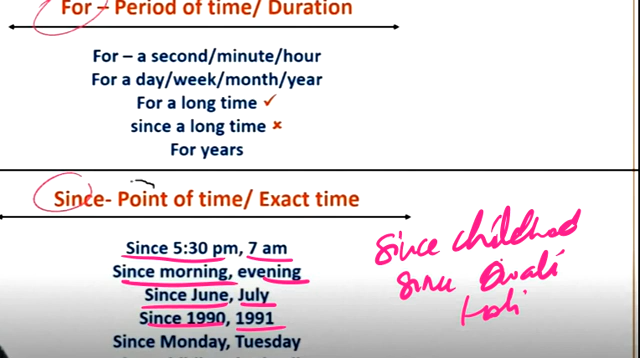 For – Period of time/ Duration
For – a second/minute/hour
For a day/week/month/year
For a long time ✓
since a long time ×
For years
Since- Point of time/ Exact time
Since 5:30 pm, 7 am
Since morning, evening
Since June, July
Since 1990, 1991
Since Monday, Tuesday
since childhood
since Diwali